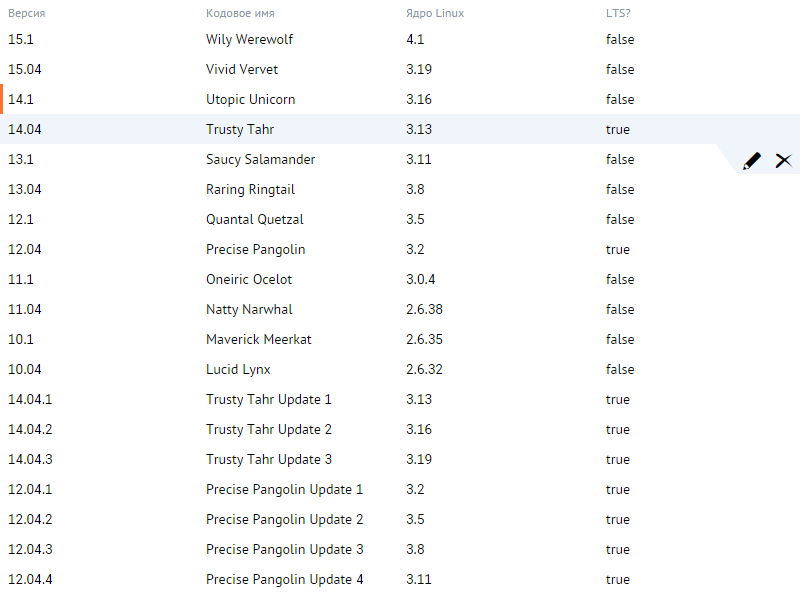 Версия Кодовое имя Ядро Linux LTS?
15.1 Wily Werewolf 4.1 false
15.04 Vivid Vervet 3.19 false
14.1 Utopic Unicorn 3.16 false
14.04 Trusty Tahr 3.13 true
13.1 Saucy Salamander 3.11 false
13.04 Raring Ringtail 3.8 false
12.1 Quantal Quetzal 3.5 false
12.04 Precise Pangolin 3.2 true
11.1 Oneiric Ocelot 3.0.4 false
11.04 Natty Narwhal 2.6.38 false
10.1 Maverick Meerkat 2.6.35 false
10.04 Lucid Lynx 2.6.32 false
14.04.1 Trusty Tahr Update 1 3.13 true
14.04.2 Trusty Tahr Update 2 3.16 true
14.04.3 Trusty Tahr Update 3 3.19 true
12.04.1 Precise Pangolin Update 1 3.2 true
12.04.2 Precise Pangolin Update 2 3.5 true
12.04.3 Precise Pangolin Update 3 3.8 true
12.04.4 Precise Pangolin Update 4 3.11 true